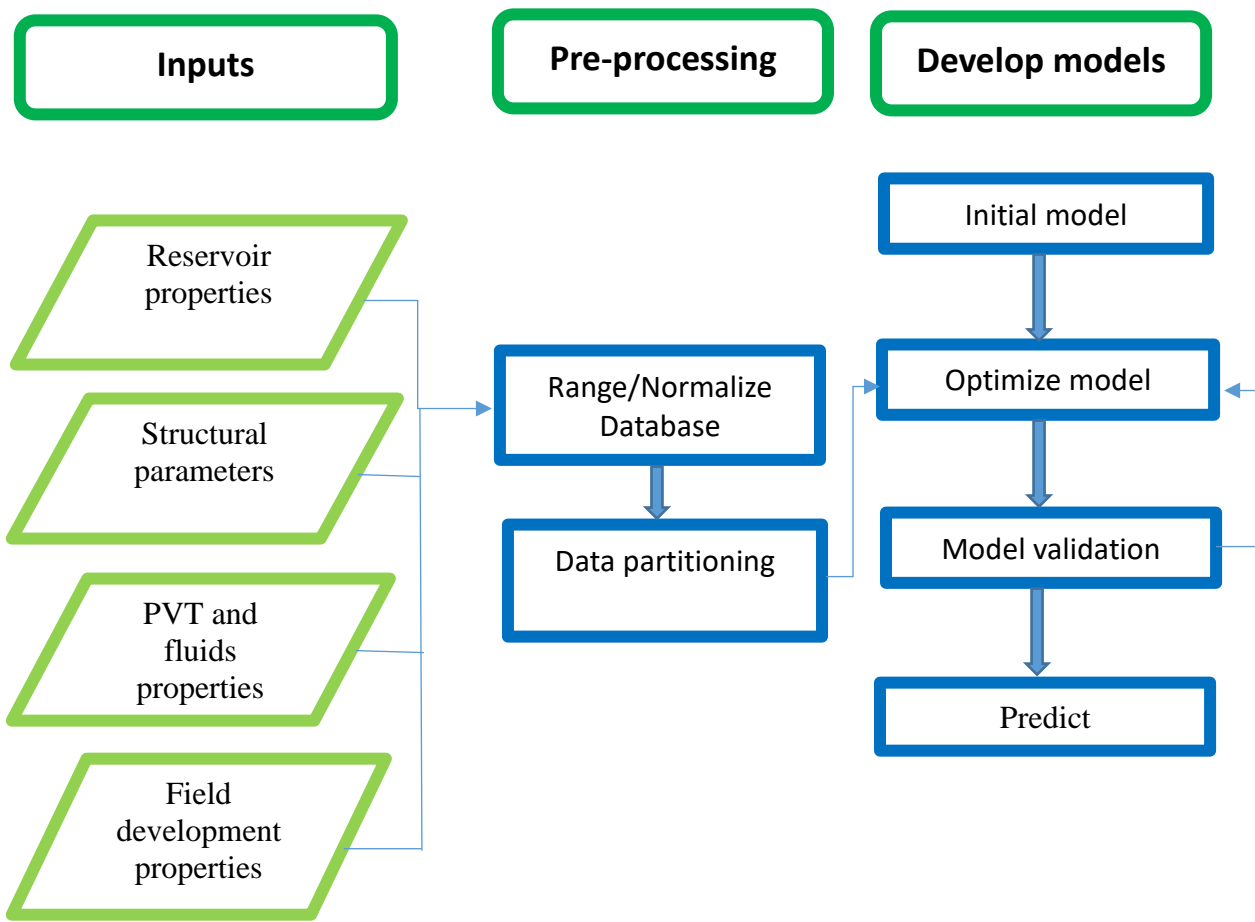 Inputs
Pre-processing
Develop models
Reservoir
properties
Structural
parameters
PVT and
fluids
properties
Field
development
properties
Range/Normalize
Database
Data partitioning
Initial model
Optimize model
Model validation
Predict